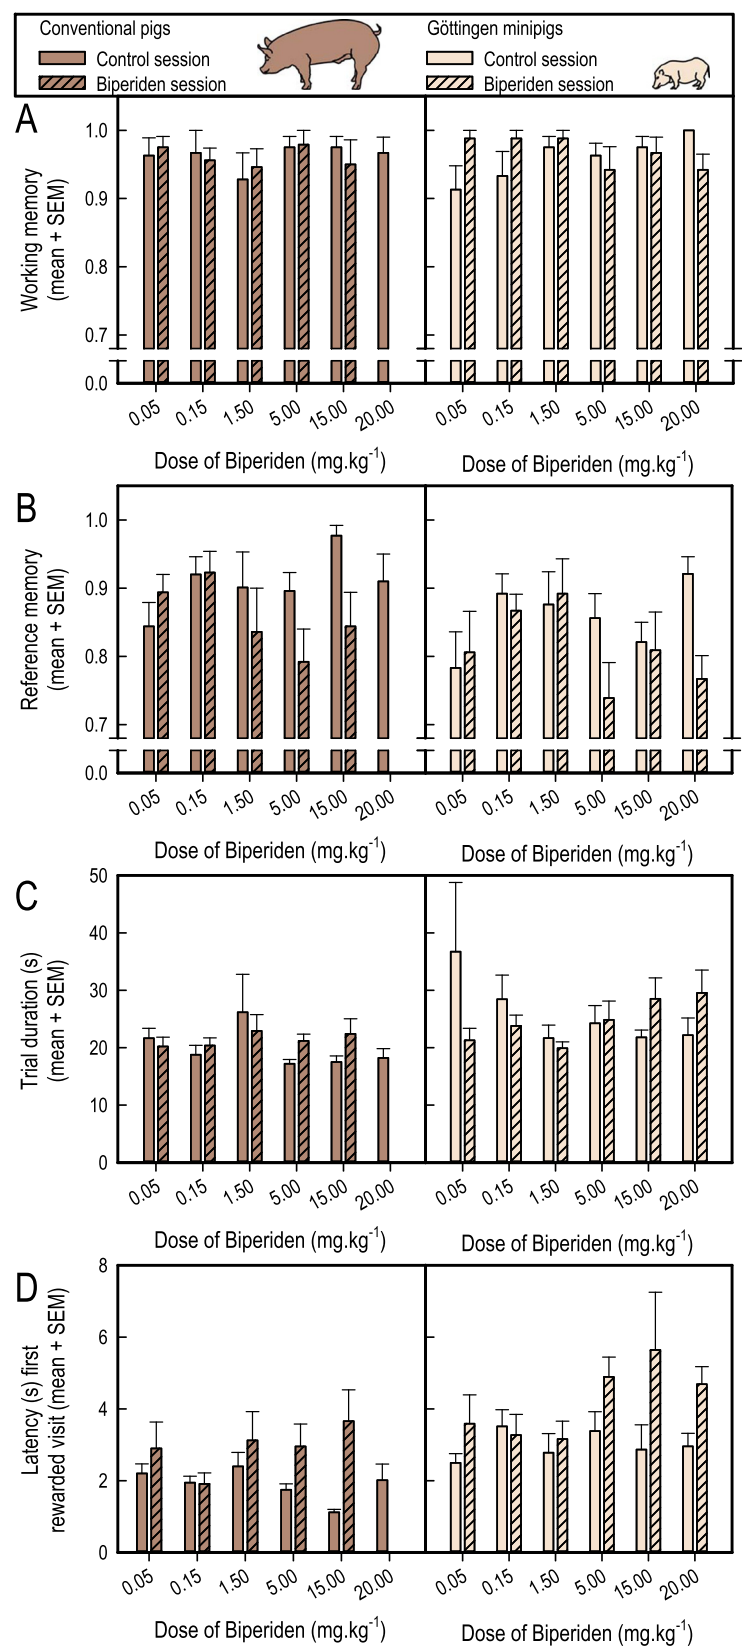 Conventional pigs
Control session
Biperiden session
Göttingen minipigs
Control session
Biperiden session
A
Working memory
(mean + SEM)
1.0
0.9
0.8
0.7
0.0
0.05 0.15 1.50 5.00 15.00 20.00
0.05 0.15 1.50 5.00 15.00 20.00
Dose of Biperiden (mg.kg-1)
Dose of Biperiden (mg.kg-1)
B
Reference memory
(mean + SEM)
1.0
0.9
0.8
0.7
0.0
0.05 0.15 1.50 5.00 15.00 20.00
0.05 0.15 1.50 5.00 15.00 20.00
Dose of Biperiden (mg.kg-1)
Dose of Biperiden (mg.kg-1)
C
Trial duration (s)
(mean + SEM)
50
40
30
20
10
0
0.05 0.15 1.50 5.00 15.00 20.00
0.05 0.15 1.50 5.00 15.00 20.00
Dose of Biperiden (mg.kg-1)
Dose of Biperiden (mg.kg-1)
D
Latency (s) first
rewarded visit (mean + SEM)
8
6
4
2
0
0.05 0.15 1.50 5.00 15.00 20.00
0.05 0.15 1.50 5.00 15.00 20.00
Dose of Biperiden (mg.kg-1)
Dose of Biperiden (mg.kg-1)